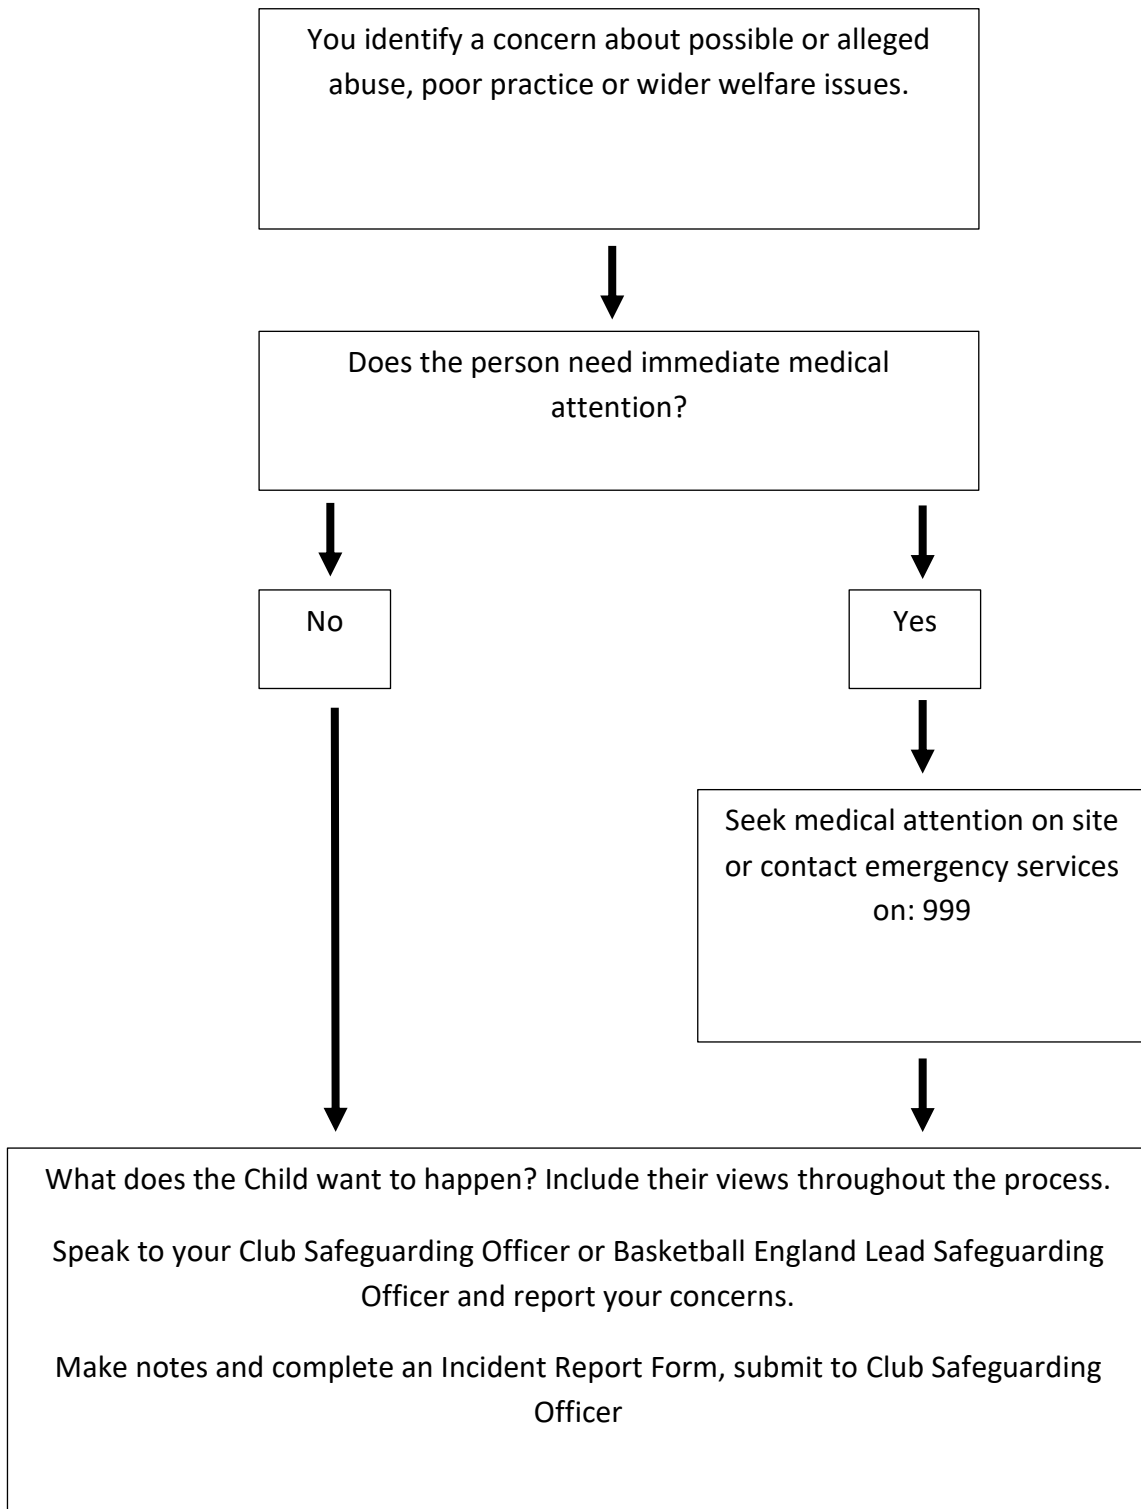 You identify a concern about possible or alleged
abuse, poor practice or wider welfare issues.
Does the person need immediate medical
attention?
No
Yes
Seek medical attention on site
or contact emergency services
on: 999
What does the Child want to happen? Include their views throughout the process.
Speak to your Club Safeguarding Officer or Basketball England Lead Safeguarding
Officer and report your concerns.
Make notes and complete an Incident Report Form, submit to Club Safeguarding
Officer